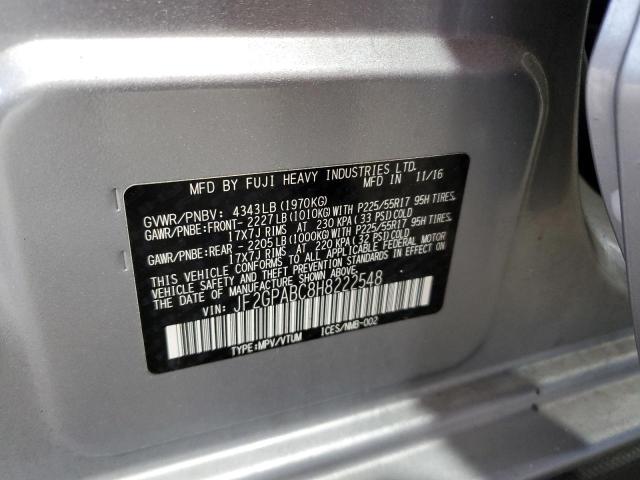 MFD BY FUJI HEAVY INDUSTRIES LTD.
MFD IN 11/16
GVWR/PNBV: 4343LB (1970KG)
GAWR/PNBE:FRONT-2227LB(1010KG)WITH P225/55R17 95H TIRES,
17X7J RIMS AT 230 KPA (33 PSI)COLD
GAWR/PNBE:REAR - 2205LB(1000KG)WITH P225/55R17 95H TIRES,
17X7J RIMS AT 220 KPA (32 PSI)COLD
THIS VEHICLE CONFORMS TO ALL APPLICABLE FEDERAL MOTOR
VEHICLE SAFETY AND THEFT PREVENTION STANDARDS IN EFFECT ON
THE DATE OF MANUFACTURE SHOWN ABOVE.
VIN: JF2GPABC8H8222548
TYPE:MPV/VTUM ICES/NMB-002